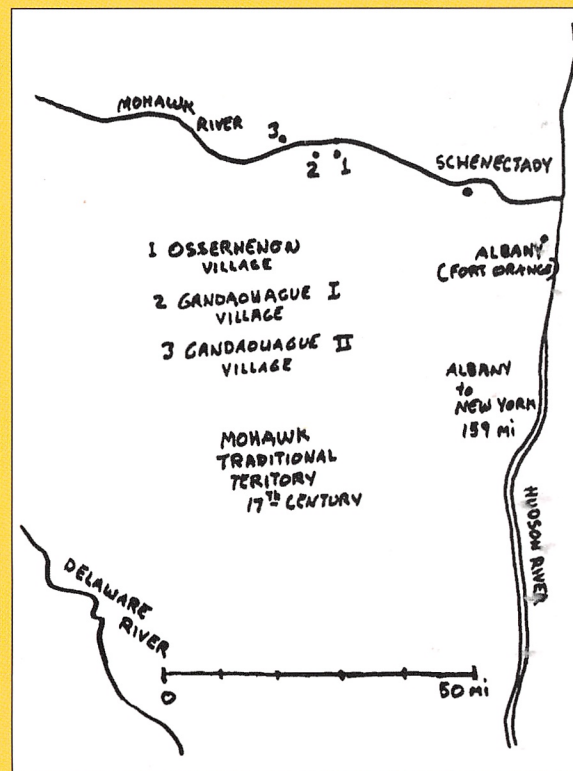 MOHAWK
RIVER
3
2 1
SCHENECTADY
1 OSSERNENON
VILLAGE
ALBANY
(FORT ORANGE)
2 GANDAOUAGUE I
VILLAGE
3 GANDAOUAGUE II
VILLAGE
ALBANY
to
NEW YORK
159 mi
MOHAWK
TRADITIONAL
TERITORY
17TH CENTURY
HUDSON RIVER
DELAWARE
RIVER
0 50 mi